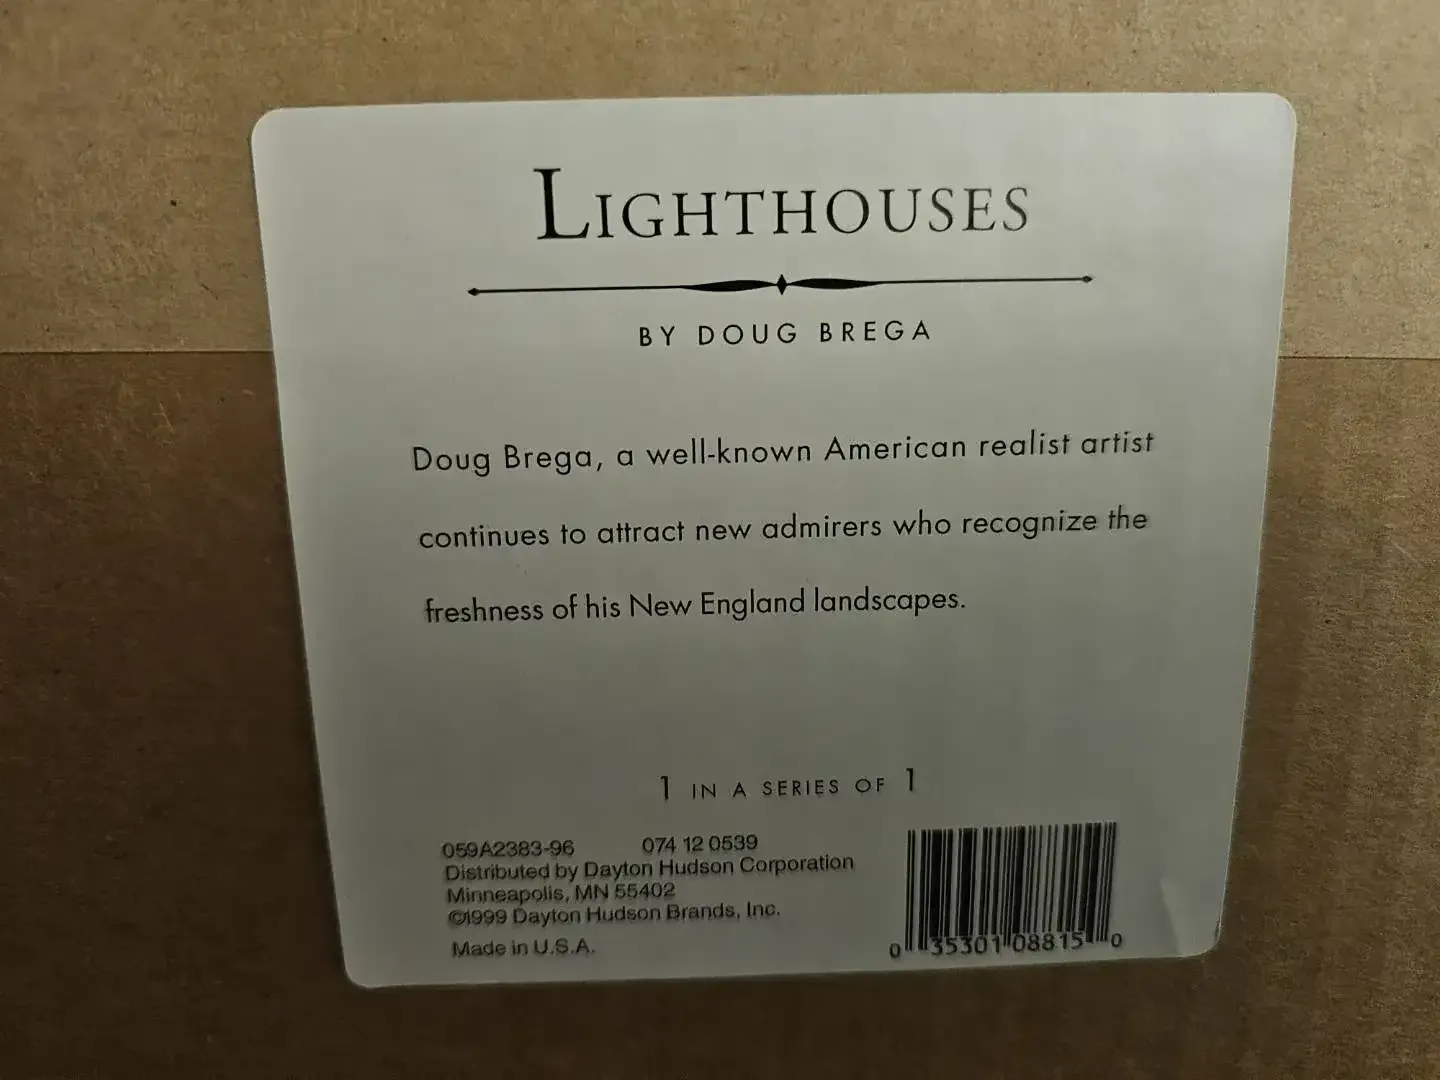 LIGHTHOUSES
BY DOUG BREGA
Doug Brega, a well-known American realist artist
continues to attract new admirers who recognize the
freshness of his New England landscapes.
1 IN A SERIES OF 1
059A2383-96 074 12 0539
Distributed by Dayton Hudson Corporation
Minneapolis, MN 55402
©1999 Dayton Hudson Brands, Inc.
Made in U.S.A.
0 35301 08815 0